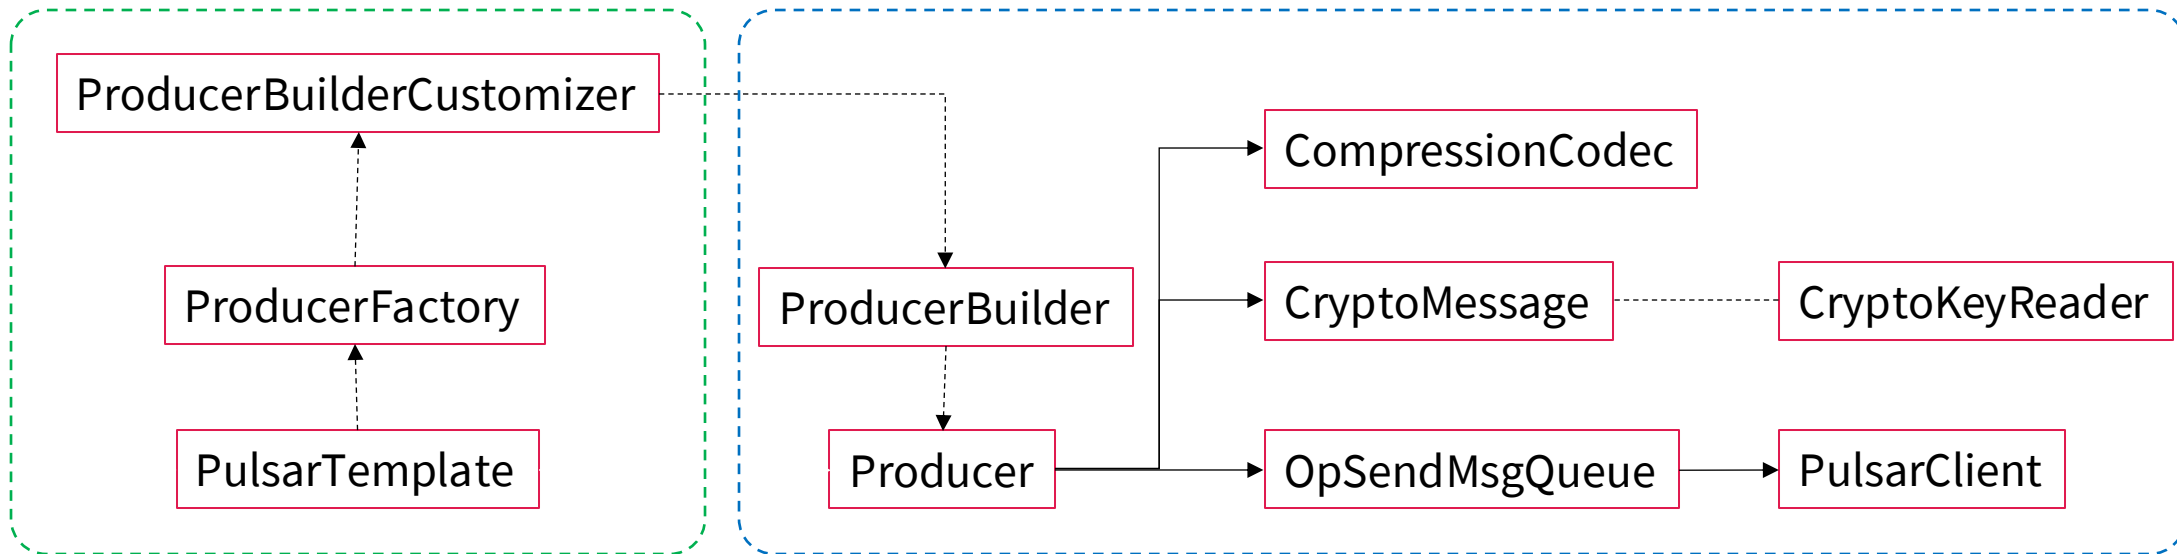 ProducerBuilderCustomizer
ProducerFactory
PulsarTemplate
ProducerBuilder
Producer
CompressionCodec
CryptoMessage
CryptoKeyReader
OpSendMsgQueue
PulsarClient